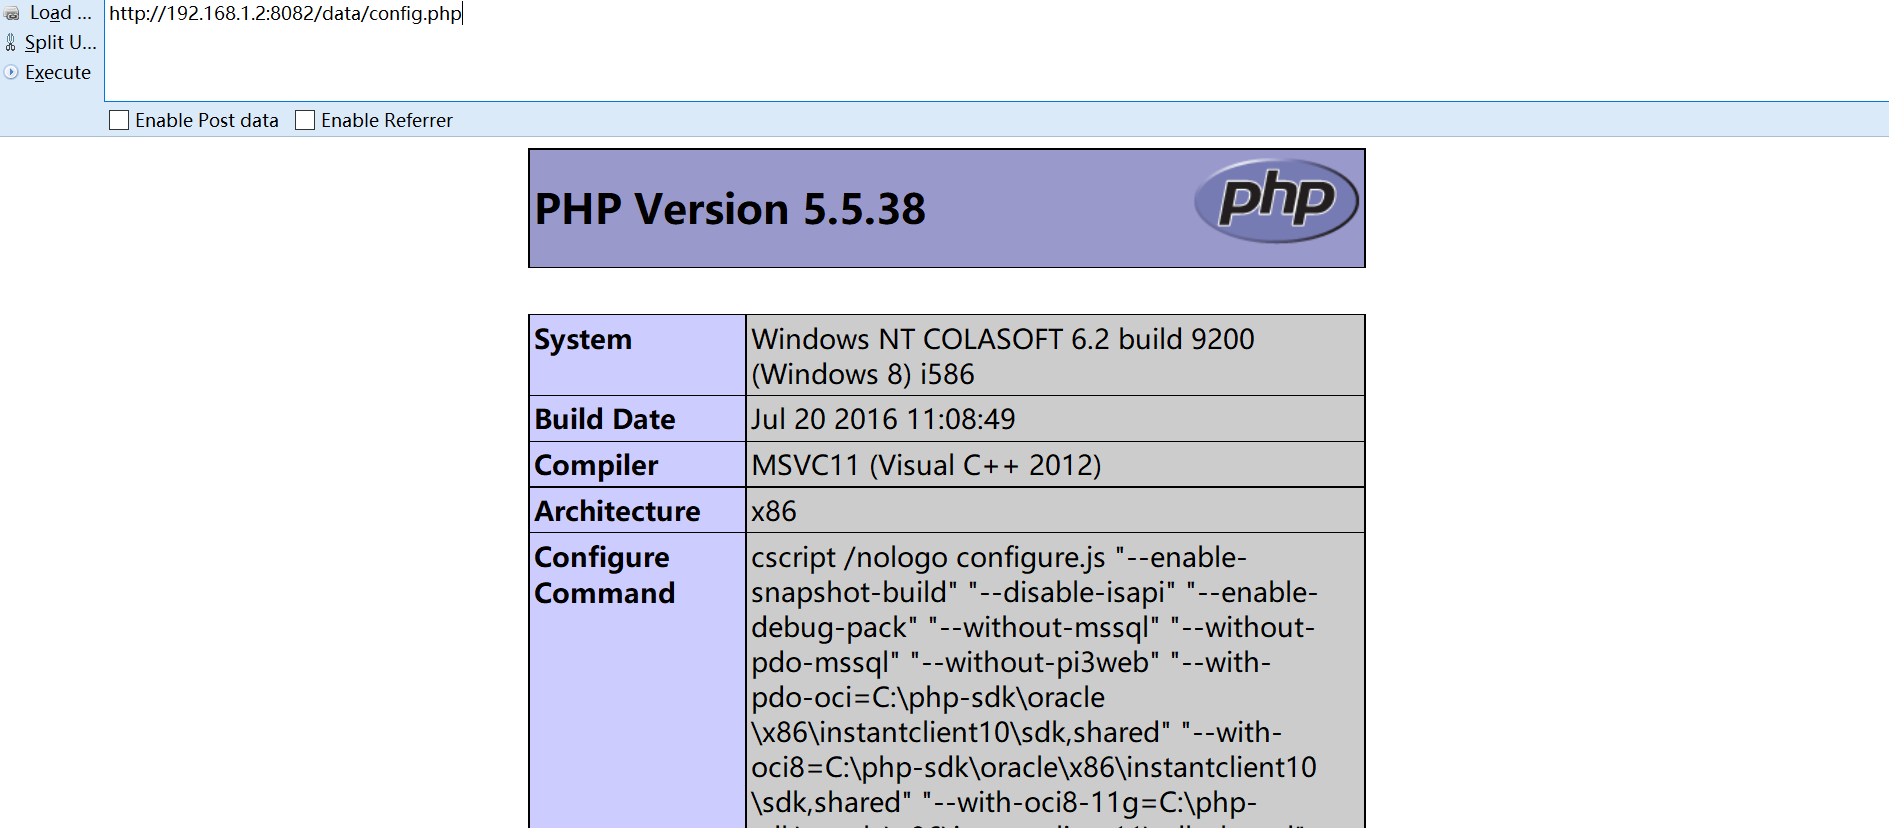 Load ...
http://192.168.1.2:8082/data/config.php
Split U...
Execute
Enable Post data
Enable Referrer
PHP Version 5.5.38
php
System
Windows NT COLASOFT 6.2 build 9200
(Windows 8) i586
Build Date
Jul 20 2016 11:08:49
Compiler
MSVC11 (Visual C++ 2012)
Architecture
x86
Configure
Command
cscript /nologo configure.js "--enable-
snapshot-build" "--disable-isapi" "--enable-
debug-pack" "--without-mssql" "--without-
pdo-mssql" "--without-pi3web" "--with-
pdo-oci=C:\php-sdk\oracle
\x86\instantclient10\sdk,shared" "--with-
oci8=C:\php-sdk\oracle\x86\instantclient10
\sdk,shared" "--with-oci8-11g=C:\php-